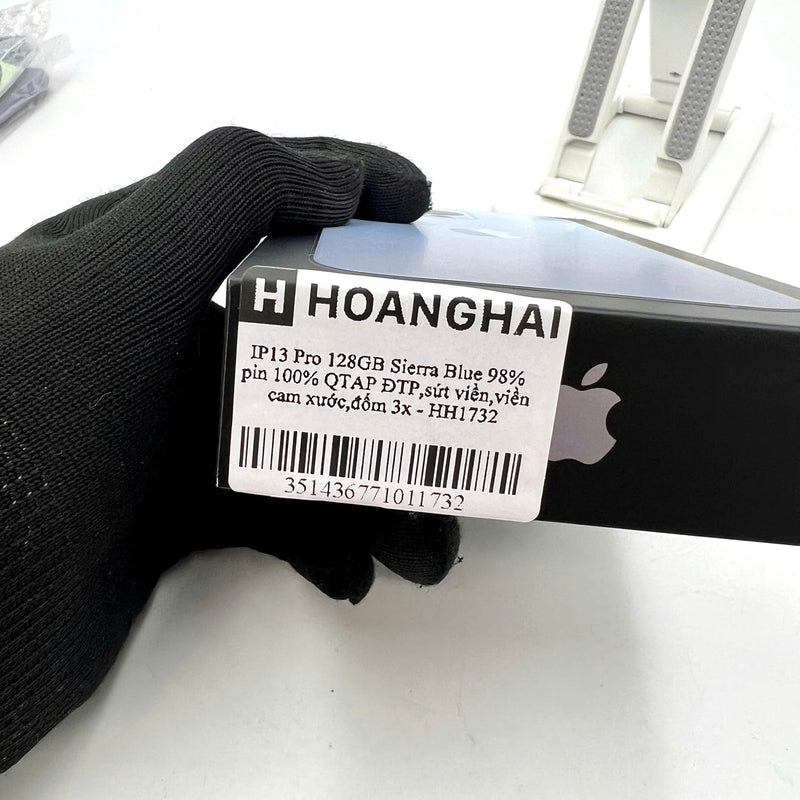 H HOANGHAI
IP13 Pro 128GB Sierra Blue 98%
pin 100% QTAP ĐTP,sứt viền,viền
cam xước,đốm 3x - HH1732
351436771011732